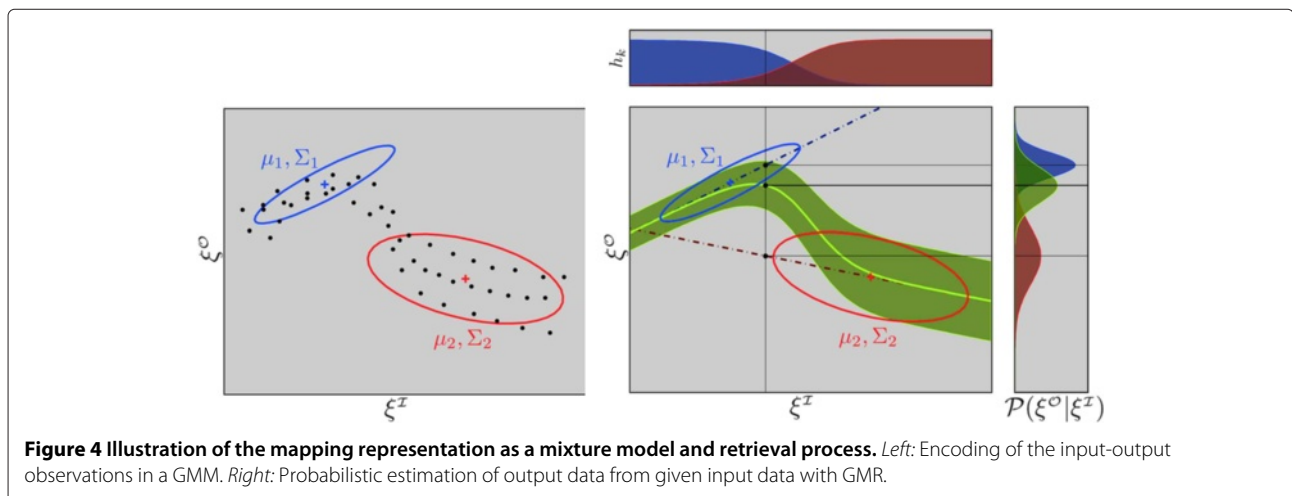 h_k
μ₁, Σ₁
μ₂, Σ₂
ξ^𝒪
ξ^ℐ
μ₁, Σ₁
μ₂, Σ₂
ξ^𝒪
ξ^ℐ
𝒫(ξ^𝒪|ξ^ℐ)
Figure 4 Illustration of the mapping representation as a mixture model and retrieval process. Left: Encoding of the input-output
observations in a GMM. Right: Probabilistic estimation of output data from given input data with GMR.